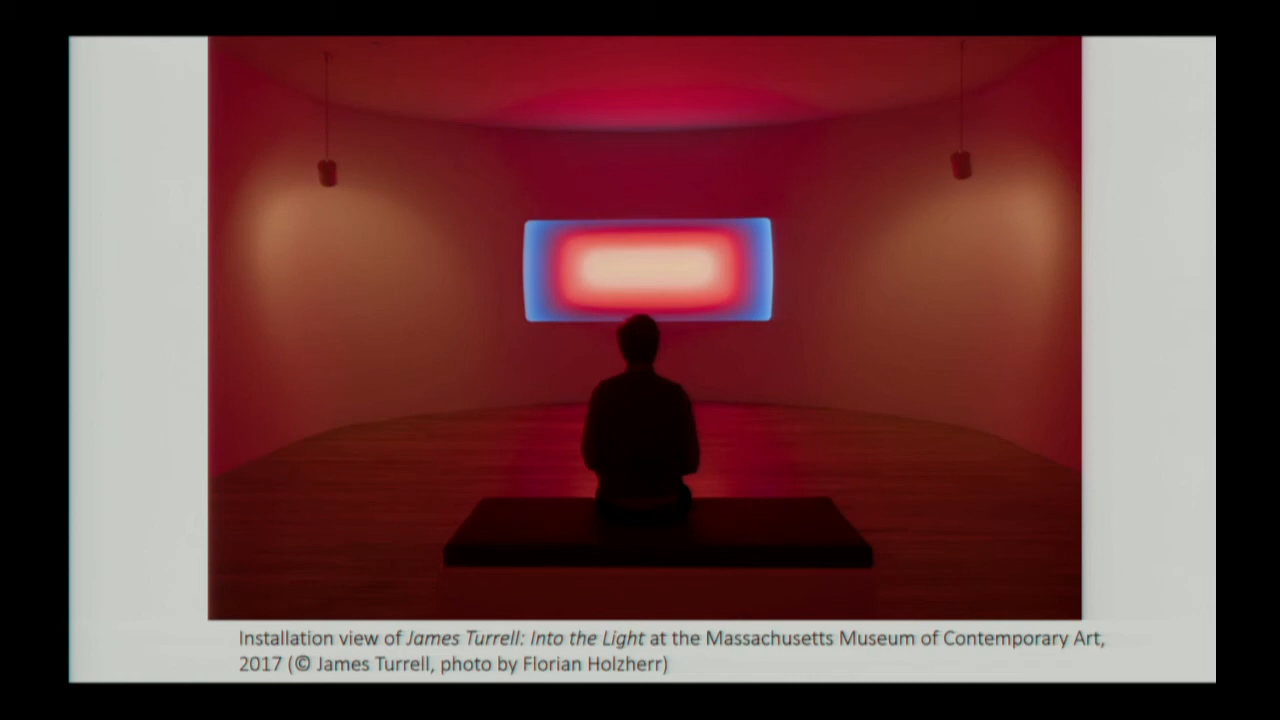 Installation view of James Turrell: Into the Light at the Massachusetts Museum of Contemporary Art,
2017 (© James Turrell, photo by Florian Holzherr)